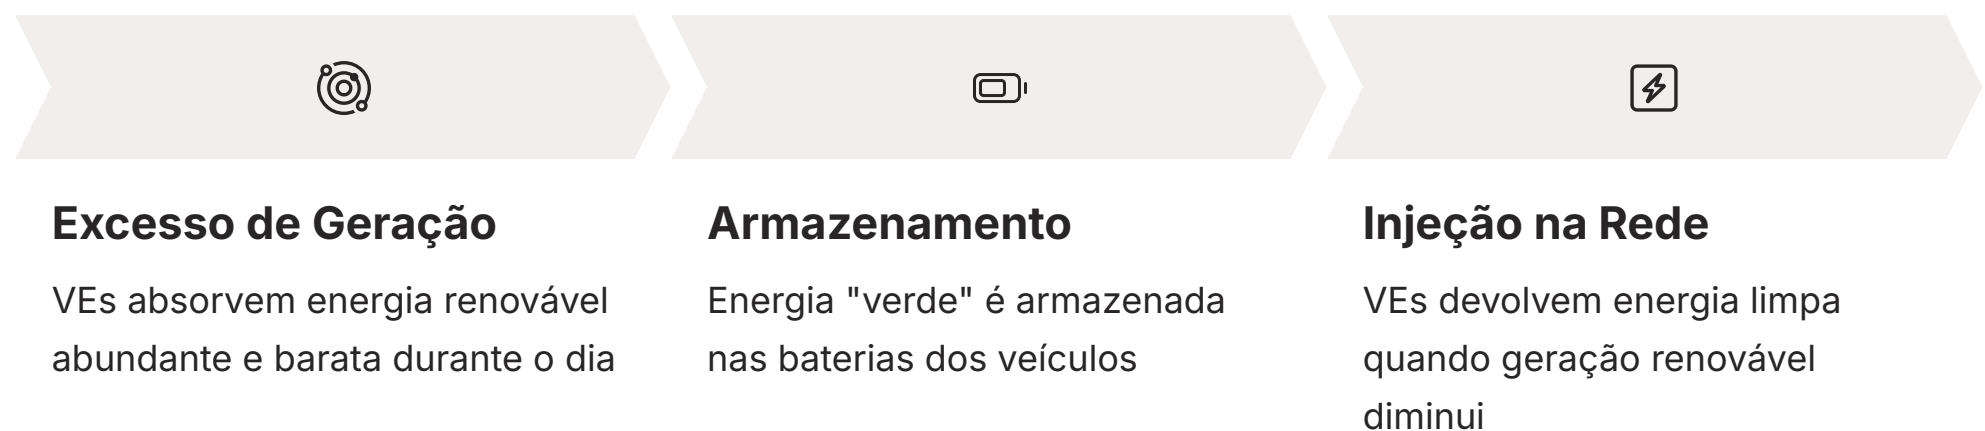 Excesso de Geração
VEs absorvem energia renovável
abundante e barata durante o dia
Armazenamento
Energia "verde" é armazenada
nas baterias dos veículos
Injeção na Rede
VEs devolvem energia limpa
quando geração renovável
diminui